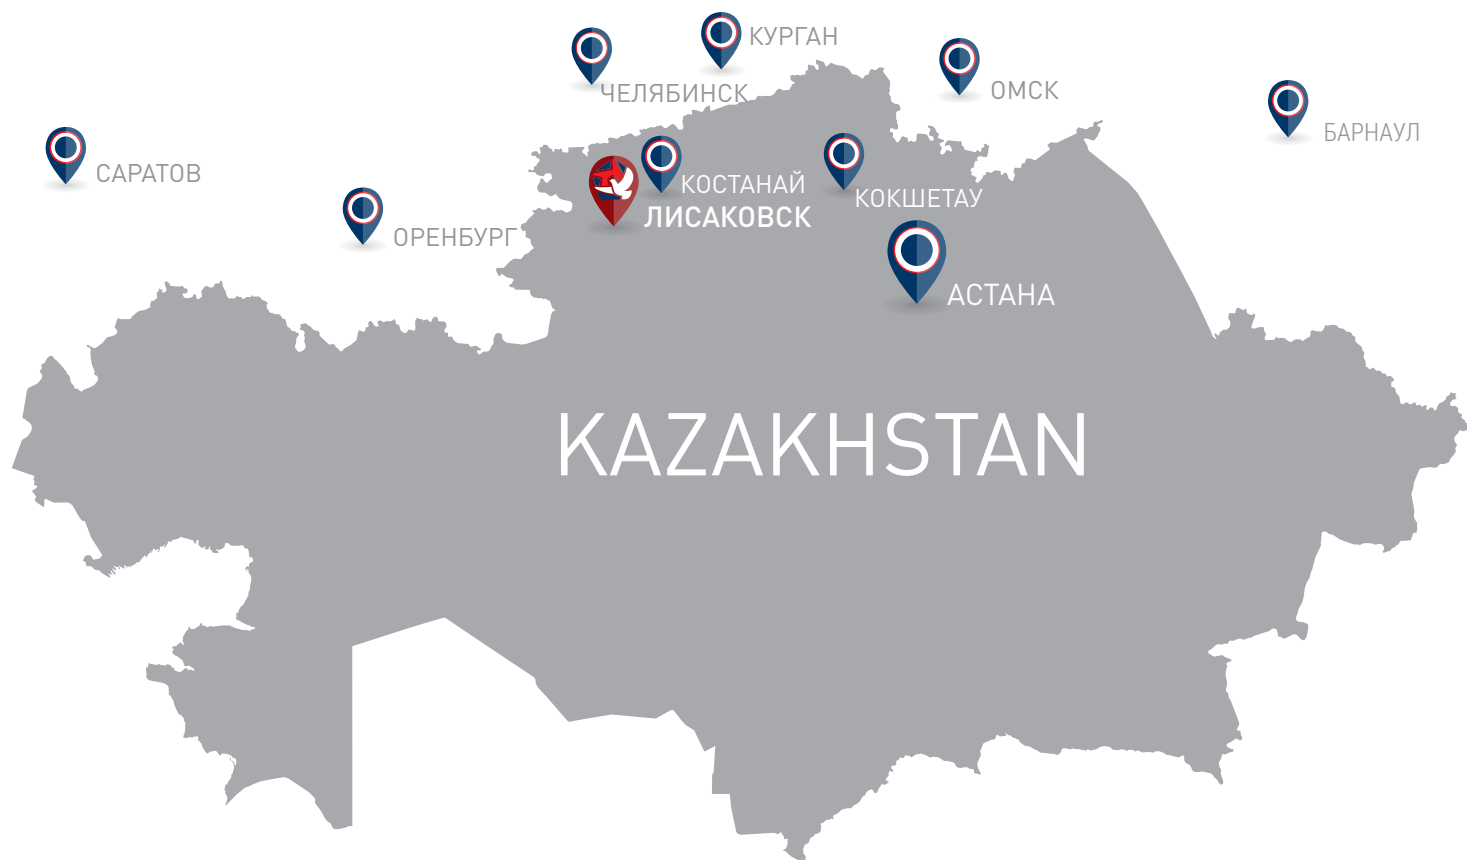 КУРГАН
ЧЕЛЯБИНСК
ОМСК
БАРНАУЛ
САРАТОВ
КОСТАНАЙ
КОКШЕТАУ
ЛИСАКОВСК
ОРЕНБУРГ
АСТАНА
KAZAKHSTAN